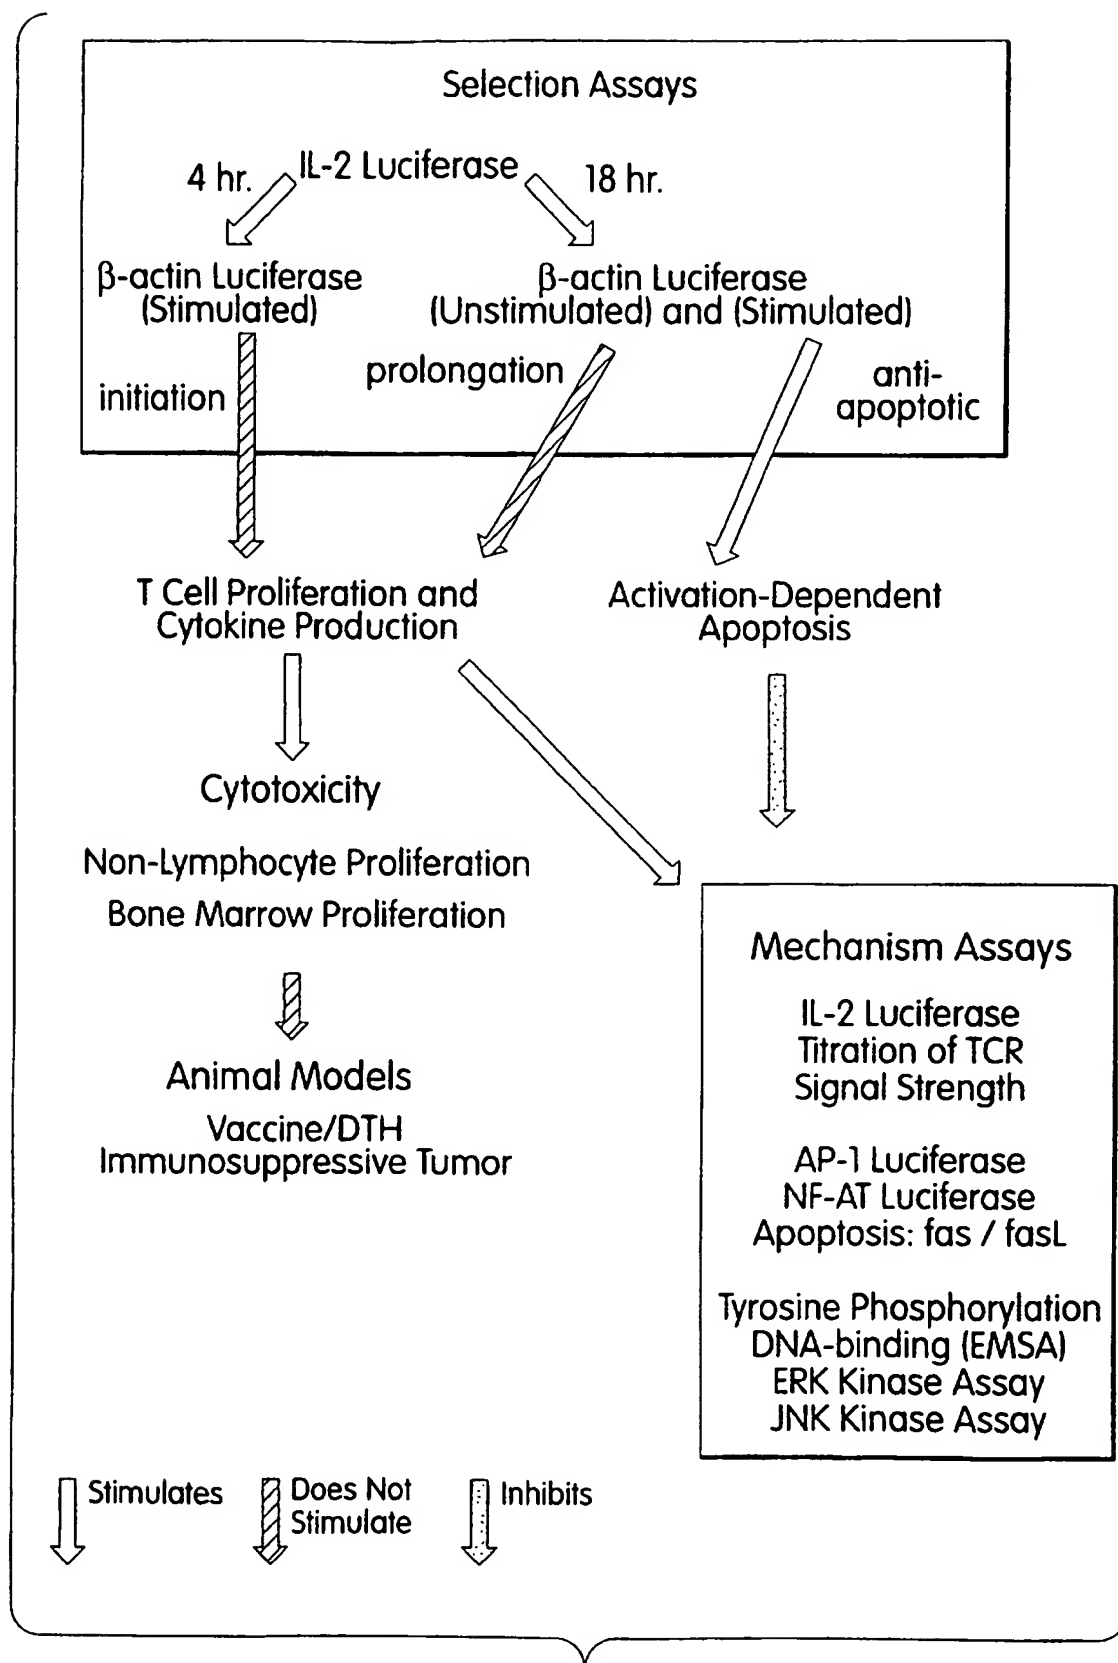 Selection Assays
IL-2 Luciferase
4 hr.
18 hr.
β-actin Luciferase
(Stimulated)
β-actin Luciferase
(Unstimulated) and (Stimulated)
initiation
prolongation
anti-
apoptotic
T Cell Proliferation and
Cytokine Production
Activation-Dependent
Apoptosis
Cytotoxicity
Non-Lymphocyte Proliferation
Bone Marrow Proliferation
Animal Models
Vaccine/DTH
Immunosuppressive Tumor
Mechanism Assays
IL-2 Luciferase
Titration of TCR
Signal Strength
AP-1 Luciferase
NF-AT Luciferase
Apoptosis: fas / fasL
Tyrosine Phosphorylation
DNA-binding (EMSA)
ERK Kinase Assay
JNK Kinase Assay
Stimulates
Does Not
Stimulate
Inhibits